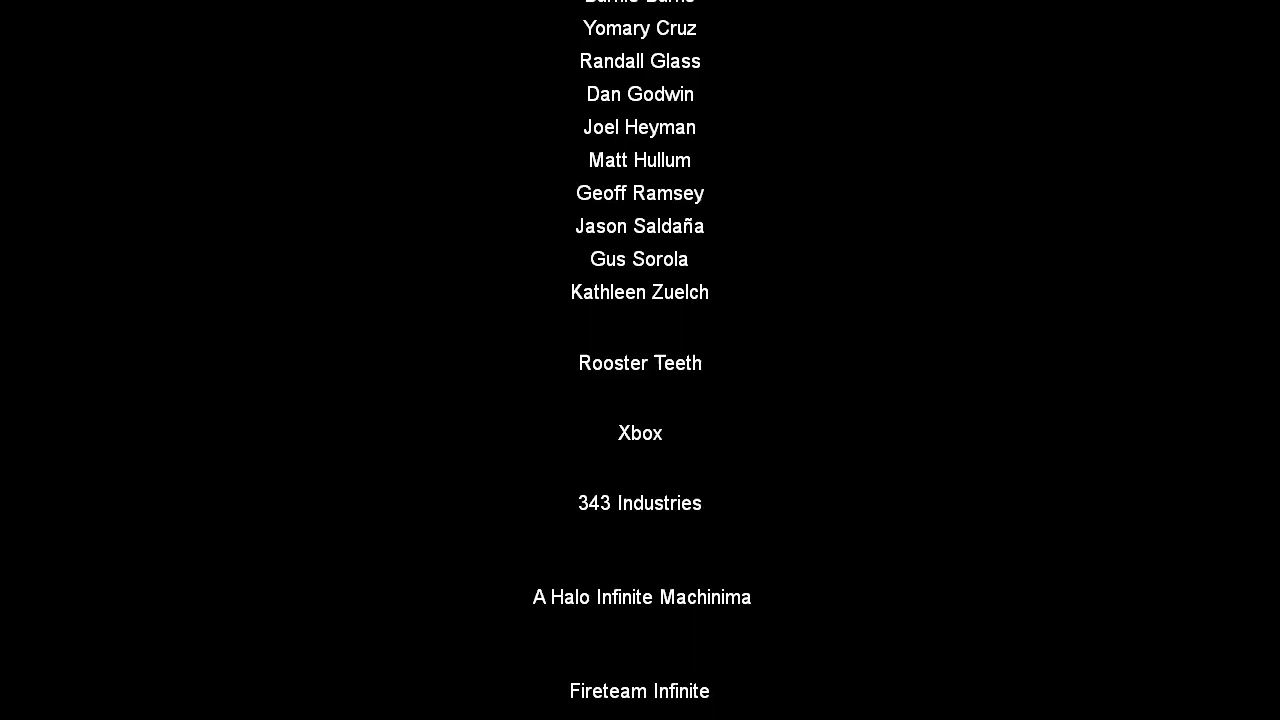 Yomary Cruz
Randall Glass
Dan Godwin
Joel Heyman
Matt Hullum
Geoff Ramsey
Jason Saldaña
Gus Sorola
Kathleen Zuelch
Rooster Teeth
Xbox
343 Industries
A Halo Infinite Machinima
Fireteam Infinite